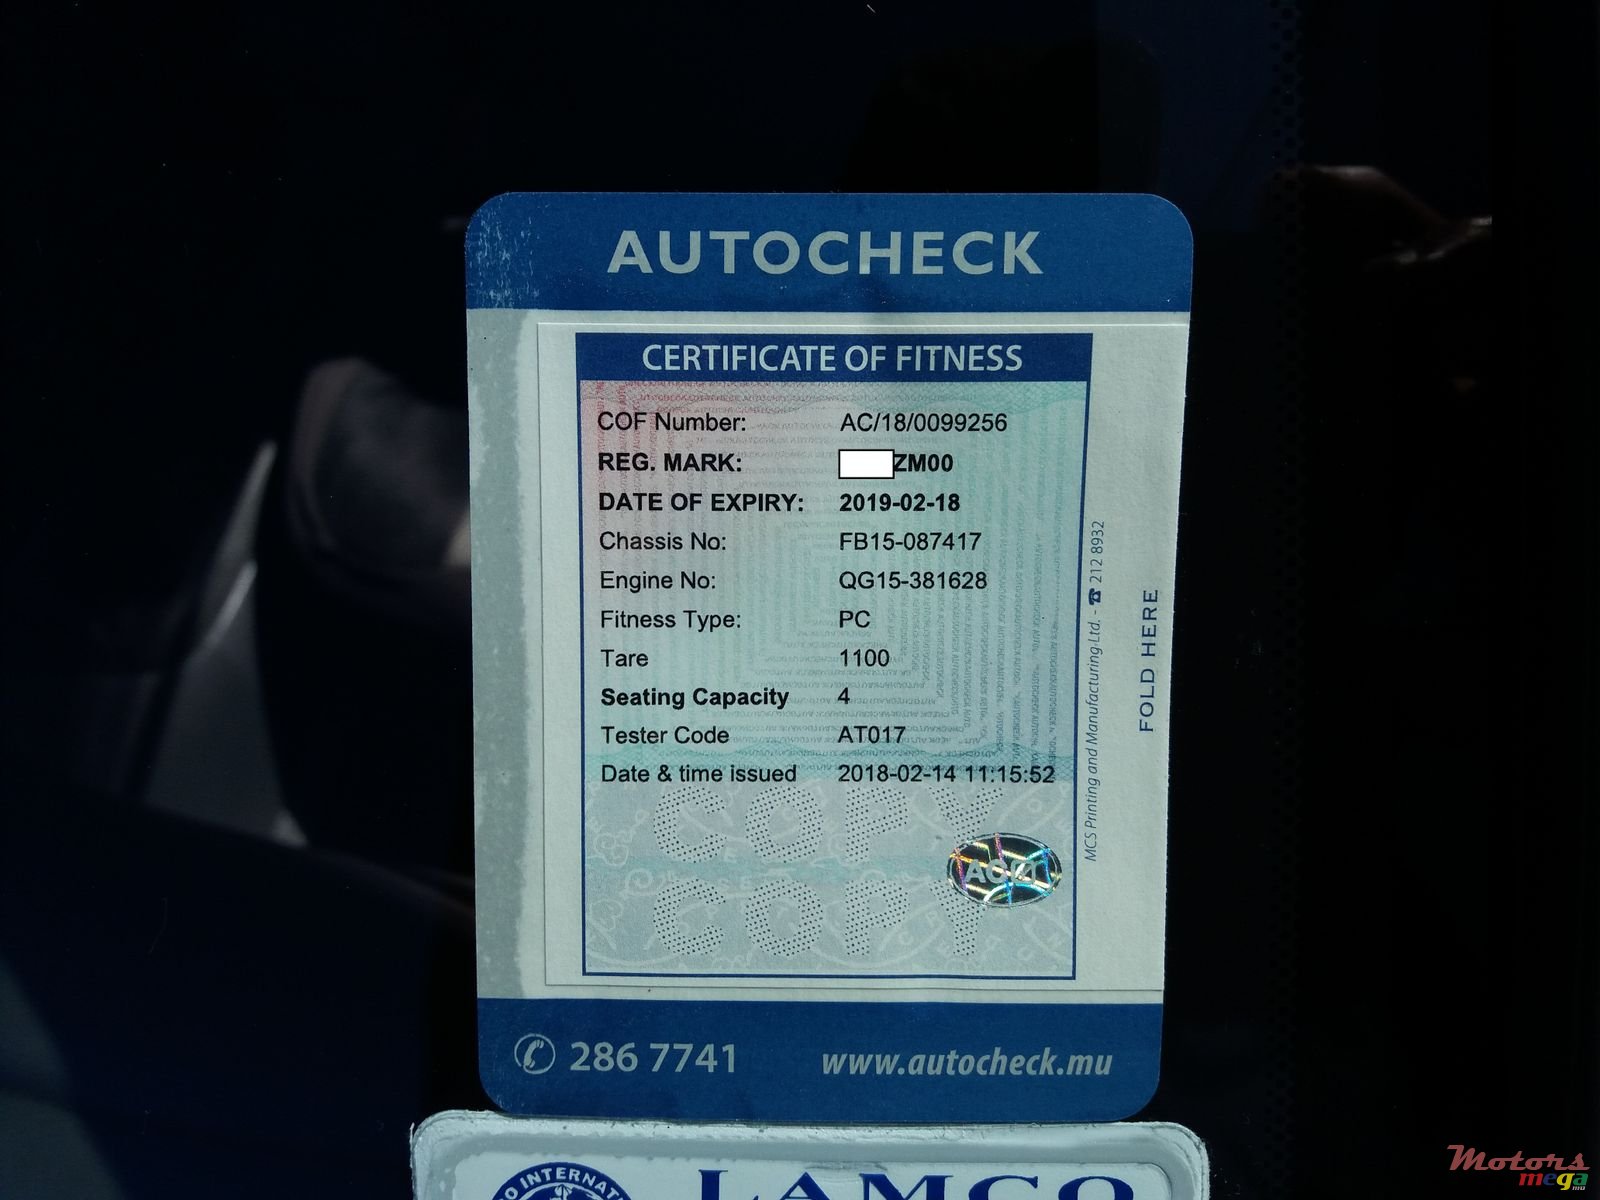 AUTOCHECK
CERTIFICATE OF FITNESS
COF Number: AC/18/0099256
REG. MARK: ZM00
DATE OF EXPIRY: 2019-02-18
Chassis No: FB15-087417
Engine No: QG15-381628
Fitness Type: PC
Tare 1100
Seating Capacity 4
Tester Code AT017
Date & time issued 2018-02-14 11:15:52
COPY
COPY
MCS Printing and Manufacturing Ltd. - ☎ 212 8932
FOLD HERE
286 7741 www.autocheck.mu
LAMCO
Motors
mega
mu